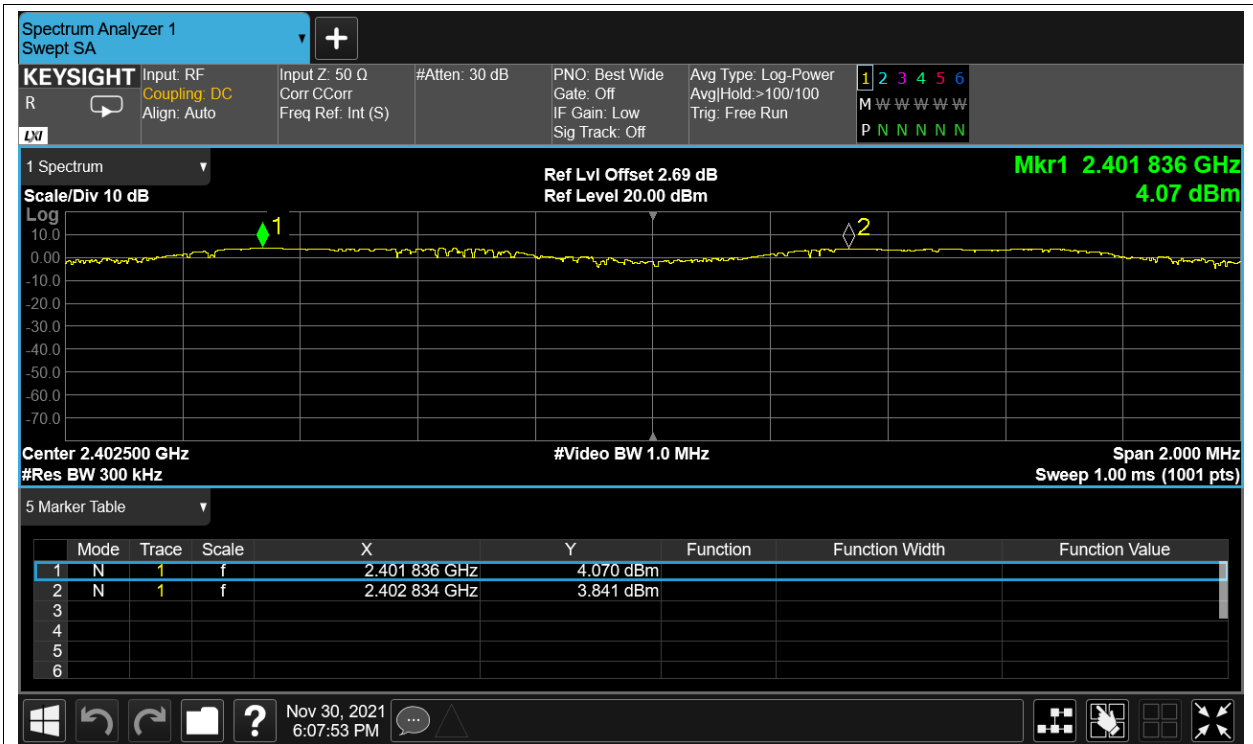 Spectrum Analyzer 1
Swept SA
KEYSIGHT
R
LXI
Input: RF
Coupling: DC
Align: Auto
Input Z: 50 Ω
Corr CCorr
Freq Ref: Int (S)
#Atten: 30 dB
PNO: Best Wide
Gate: Off
IF Gain: Low
Sig Track: Off
Avg Type: Log-Power
Avg|Hold:>100/100
Trig: Free Run
1 2 3 4 5 6
M W W W W W
P N N N N N
1 Spectrum
Scale/Div 10 dB
Ref Lvl Offset 2.69 dB
Ref Level 20.00 dBm
Mkr1 2.401 836 GHz
4.07 dBm
Log
1
2
10.0
0.00
-10.0
-20.0
-30.0
-40.0
-50.0
-60.0
-70.0
Center 2.402500 GHz
#Video BW 1.0 MHz
Span 2.000 MHz
#Res BW 300 kHz
Sweep 1.00 ms (1001 pts)
5 Marker Table
Mode Trace Scale X Y Function Function Width Function Value
1 N 1 f 2.401 836 GHz 4.070 dBm
2 N 1 f 2.402 834 GHz 3.841 dBm
3
4
5
6
?
Nov 30, 2021
6:07:53 PM